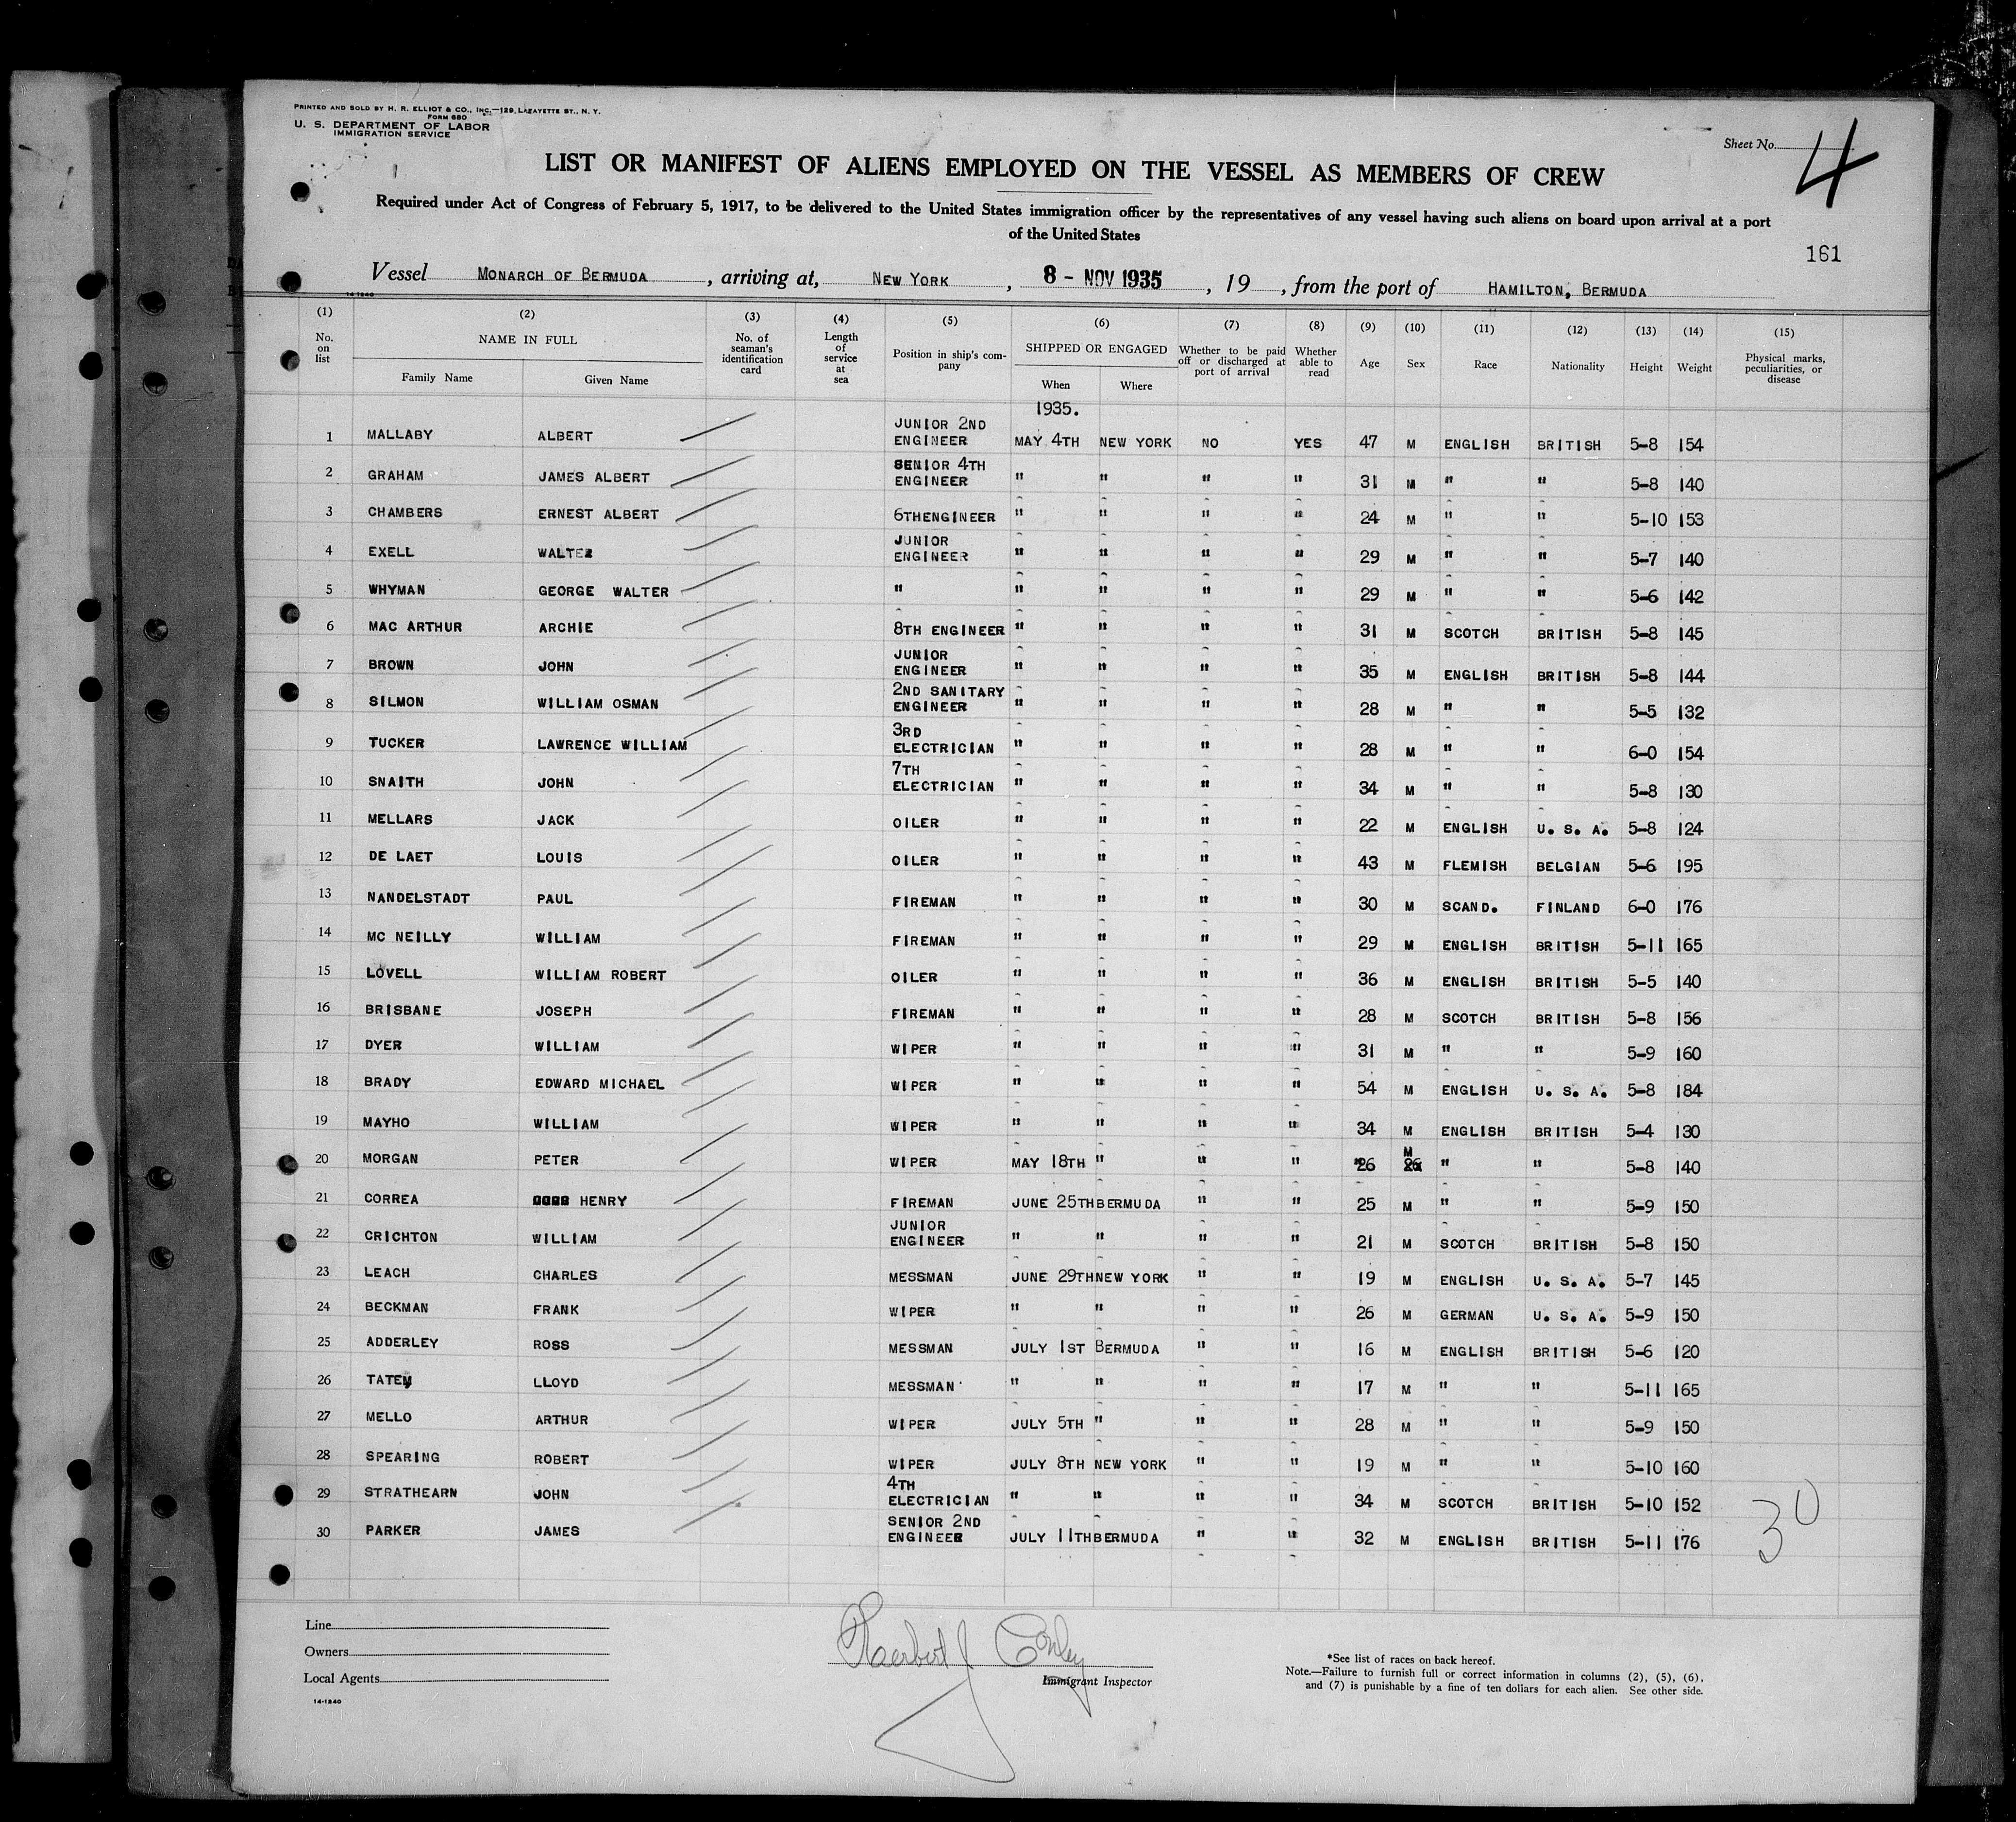 PRINTED AND SOLD BY H. R. ELLIOT & CO., INC.—129 LAFAYETTE ST., N. Y.
FORM 680
U. S. DEPARTMENT OF LABOR
IMMIGRATION SERVICE
Sheet No. 4
LIST OR MANIFEST OF ALIENS EMPLOYED ON THE VESSEL AS MEMBERS OF CREW
Required under Act of Congress of February 5, 1917, to be delivered to the United States immigration officer by the representatives of any vessel having such aliens on board upon arrival at a port
of the United States
161
Vessel MONARCH OF BERMUDA, arriving at, NEW YORK, 8 - NOV 1935, 19 , from the port of HAMILTON, BERMUDA
14-1240
(1) (2) (3) (4) (5) (6) (7) (8) (9) (10) (11) (12) (13) (14) (15)
No. on list NAME IN FULL Family Name Given Name No. of seaman's identification card Length of service at sea Position in ship's company SHIPPED OR ENGAGED When Where Whether to be paid off or discharged at port of arrival Whether able to read Age Sex Race Nationality Height Weight Physical marks, peculiarities, or disease
1935.
1 MALLABY ALBERT JUNIOR 2ND ENGINEER MAY 4TH NEW YORK NO YES 47 M ENGLISH BRITISH 5-8 154
2 GRAHAM JAMES ALBERT SENIOR 4TH ENGINEER " " " " 31 M " " 5-8 140
3 CHAMBERS ERNEST ALBERT 6THENGINEER " " " " 24 M " " 5-10 153
4 EXELL WALTER JUNIOR ENGINEER " " " " 29 M " " 5-7 140
5 WHYMAN GEORGE WALTER " " " " " 29 M " " 5-6 142
6 MAC ARTHUR ARCHIE 8TH ENGINEER " " " " 31 M SCOTCH BRITISH 5-8 145
7 BROWN JOHN JUNIOR ENGINEER " " " " 35 M ENGLISH BRITISH 5-8 144
8 SILMON WILLIAM OSMAN 2ND SANITARY ENGINEER " " " " 28 M " " 5-5 132
9 TUCKER LAWRENCE WILLIAM 3RD ELECTRICIAN " " " " 28 M " " 6-0 154
10 SNAITH JOHN 7TH ELECTRICIAN " " " " 34 M " " 5-8 130
11 MELLARS JACK OILER " " " " 22 M ENGLISH U. S. A. 5-8 124
12 DE LAET LOUIS OILER " " " " 43 M FLEMISH BELGIAN 5-6 195
13 NANDELSTADT PAUL FIREMAN " " " " 30 M SCAND. FINLAND 6-0 176
14 MC NEILLY WILLIAM FIREMAN " " " " 29 M ENGLISH BRITISH 5-11 165
15 LOVELL WILLIAM ROBERT OILER " " " " 36 M ENGLISH BRITISH 5-5 140
16 BRISBANE JOSEPH FIREMAN " " " " 28 M SCOTCH BRITISH 5-8 156
17 DYER WILLIAM WIPER " " " " 31 M " " 5-9 160
18 BRADY EDWARD MICHAEL WIPER " " " " 54 M ENGLISH U. S. A. 5-8 184
19 MAYHO WILLIAM WIPER " " " " 34 M ENGLISH BRITISH 5-4 130
20 MORGAN PETER WIPER MAY 18TH " " " 26 M " " 5-8 140
21 CORREA HENRY FIREMAN JUNE 25TH BERMUDA " " 25 M " " 5-9 150
22 CRICHTON WILLIAM JUNIOR ENGINEER " " " " 21 M SCOTCH BRITISH 5-8 150
23 LEACH CHARLES MESSMAN JUNE 29TH NEW YORK " " 19 M ENGLISH U. S. A. 5-7 145
24 BECKMAN FRANK WIPER " " " " 26 M GERMAN U. S. A. 5-9 150
25 ADDERLEY ROSS MESSMAN JULY 1ST BERMUDA " " 16 M ENGLISH BRITISH 5-6 120
26 TATEM LLOYD MESSMAN " " " " 17 M " " 5-11 165
27 MELLO ARTHUR WIPER JULY 5TH " " " 28 M " " 5-9 150
28 SPEARING ROBERT WIPER JULY 8TH NEW YORK " " 19 M " " 5-10 160
29 STRATHEARN JOHN 4TH ELECTRICIAN " " " " 34 M SCOTCH BRITISH 5-10 152
30 PARKER JAMES SENIOR 2ND ENGINEER JULY 11TH BERMUDA " " 32 M ENGLISH BRITISH 5-11 176
30
Line
Owners
Local Agents
14-1240
Herbert J Conley
Immigrant Inspector
*See list of races on back hereof.
Note.—Failure to furnish full or correct information in columns (2), (5), (6),
and (7) is punishable by a fine of ten dollars for each alien. See other side.